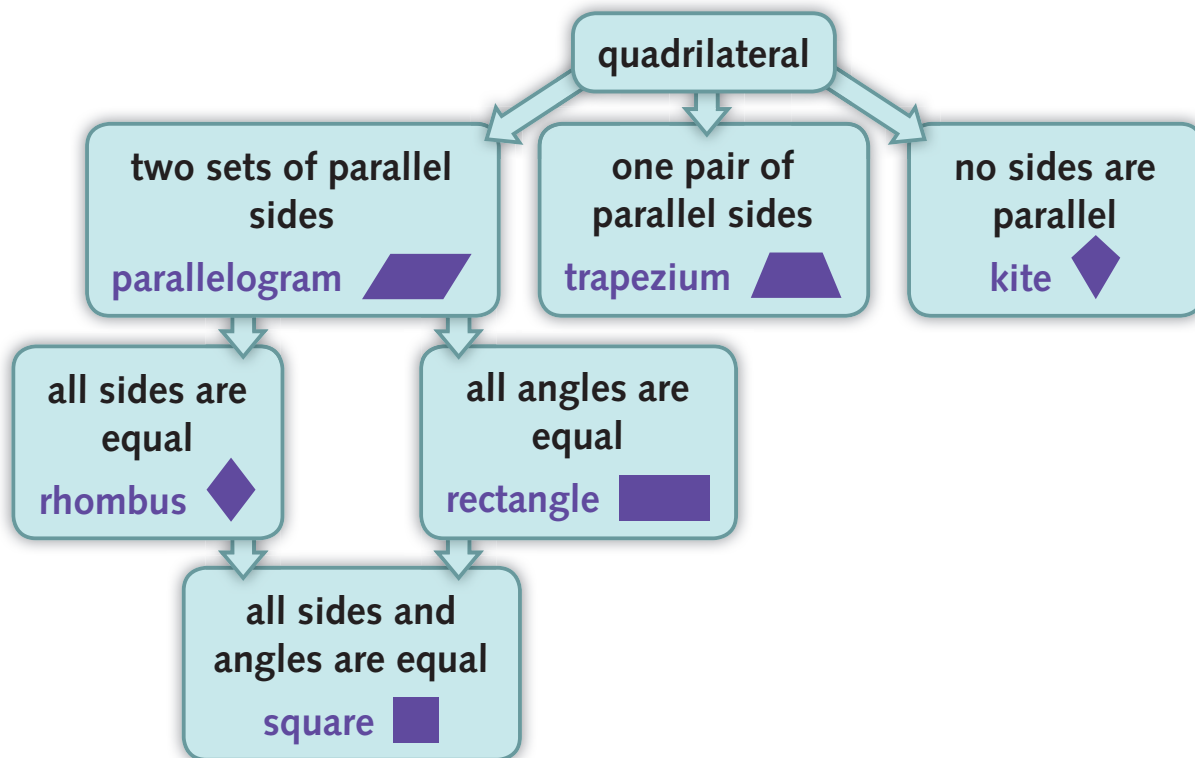 quadrilateral
two sets of parallel
sides
parallelogram
one pair of
parallel sides
trapezium
no sides are
parallel
kite
all sides are
equal
rhombus
all angles are
equal
rectangle
all sides and
angles are equal
square